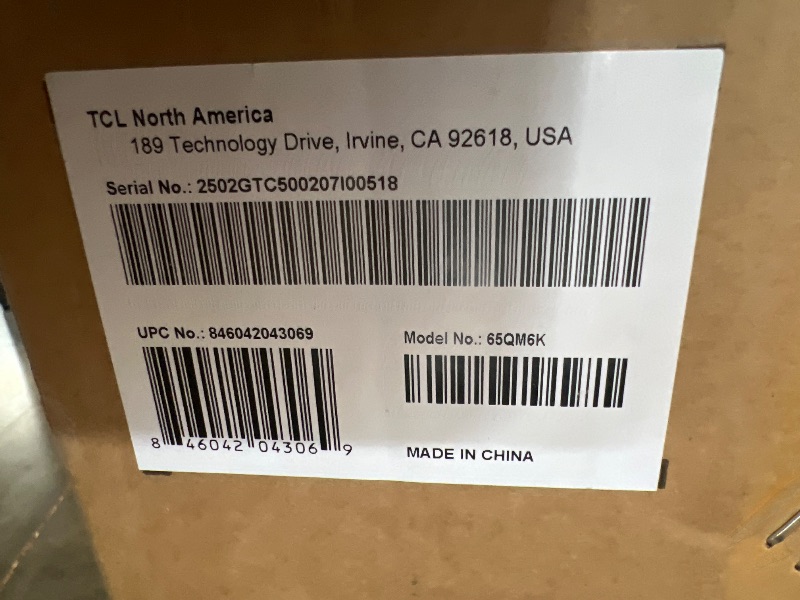 TCL North America
189 Technology Drive, Irvine, CA 92618, USA
Serial No.: 2502GTC500207I00518
UPC No.: 846042043069
Model No.: 65QM6K
8 46042 04306 9
MADE IN CHINA